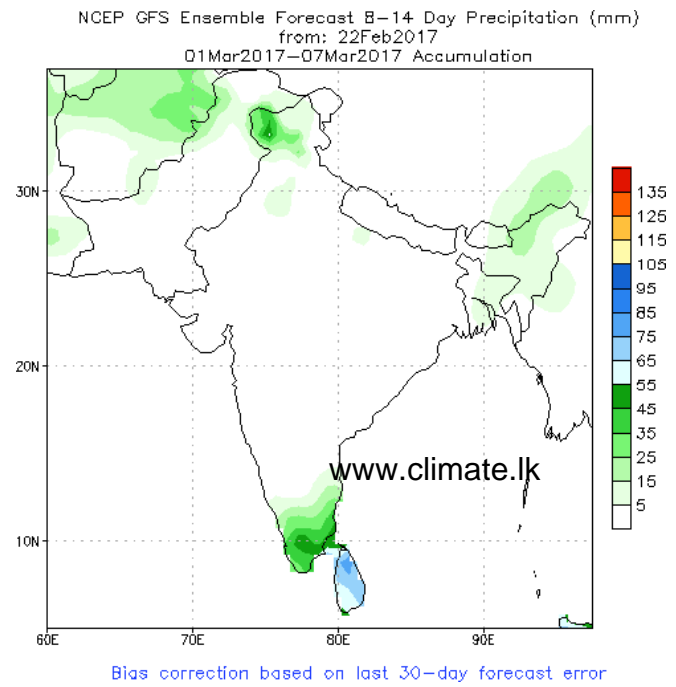 NCEP GFS Ensemble Forecast 8-14 Day Precipitation (mm)
from: 22Feb2017
01Mar2017-07Mar2017 Accumulation
30N
20N
10N
60E 70E 80E 90E
135
125
115
105
95
85
75
65
55
45
35
25
15
5
www.climate.lk
Bias correction based on last 30-day forecast error